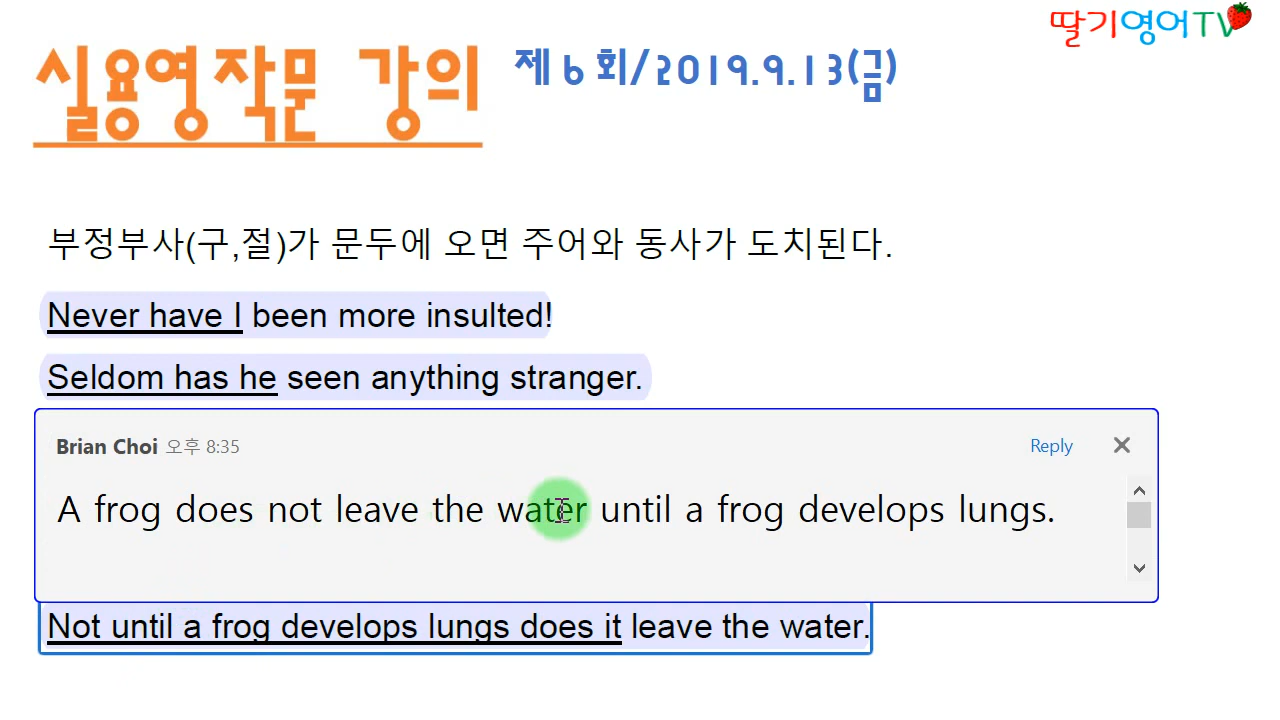 딸기영어TV
실용영작문 강의 제 6 회/2019.9.13(금)
부정부사(구,절)가 문두에 오면 주어와 동사가 도치된다.
Never have I been more insulted!
Seldom has he seen anything stranger.
Brian Choi 오후 8:35 Reply
A frog does not leave the water until a frog develops lungs.
Not until a frog develops lungs does it leave the water.